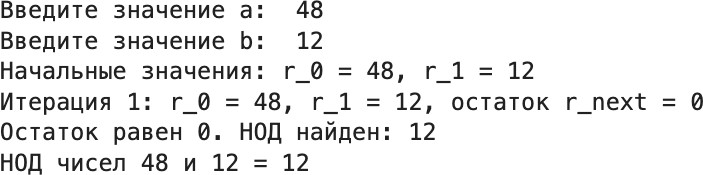 Введите значение a:  48
Введите значение b:  12
Начальные значения: r_0 = 48, r_1 = 12
Итерация 1: r_0 = 48, r_1 = 12, остаток r_next = 0
Остаток равен 0. НОД найден: 12
НОД чисел 48 и 12 = 12